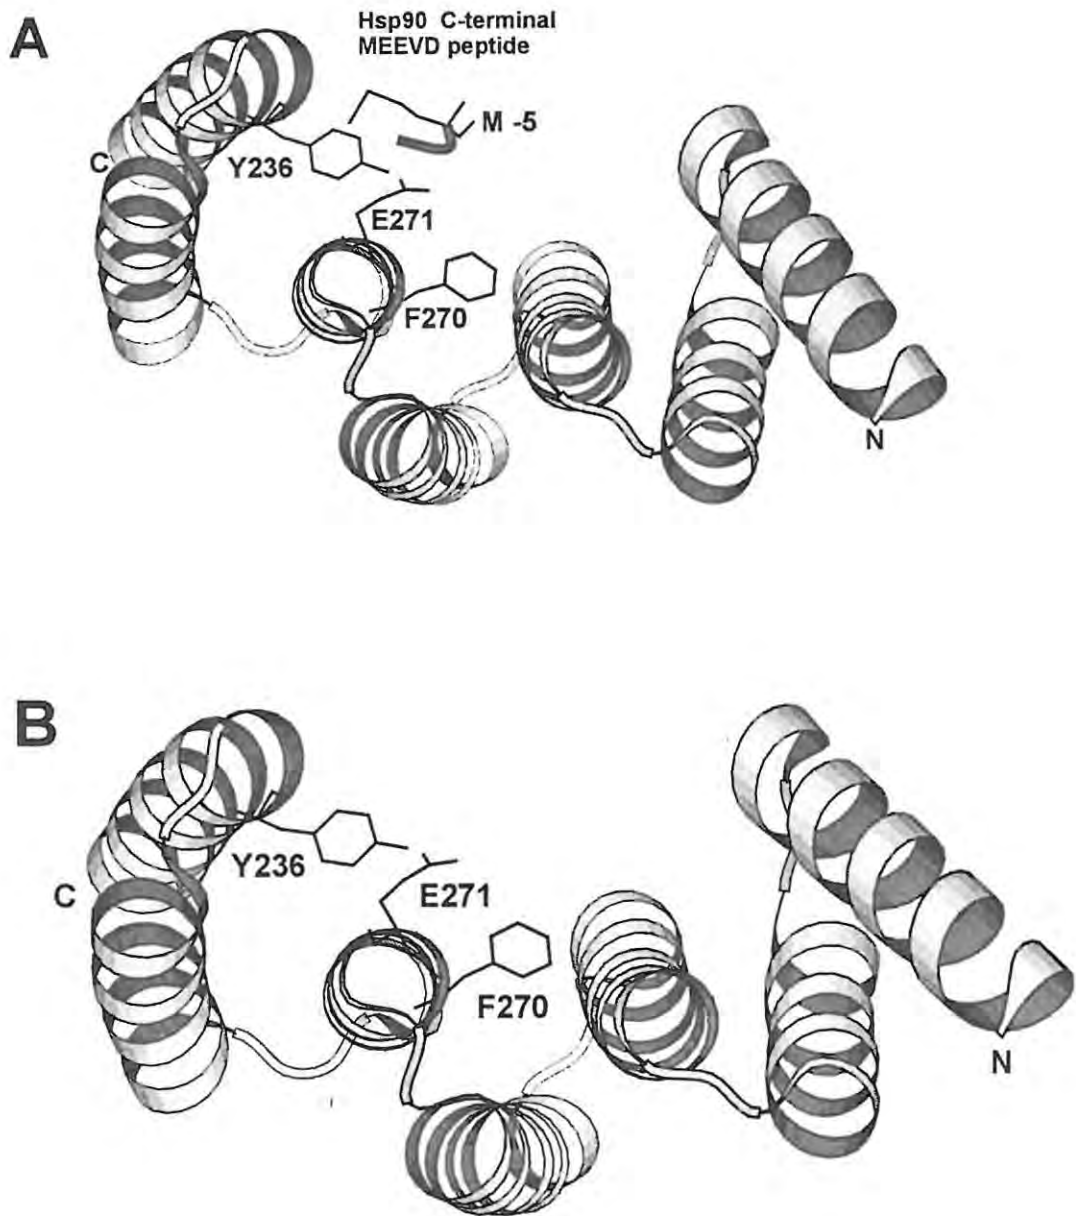 A
Hsp90 C-terminal
MEEVD peptide
M -5
C
Y236
E271
F270
N
B
Y236
C
E271
F270
N